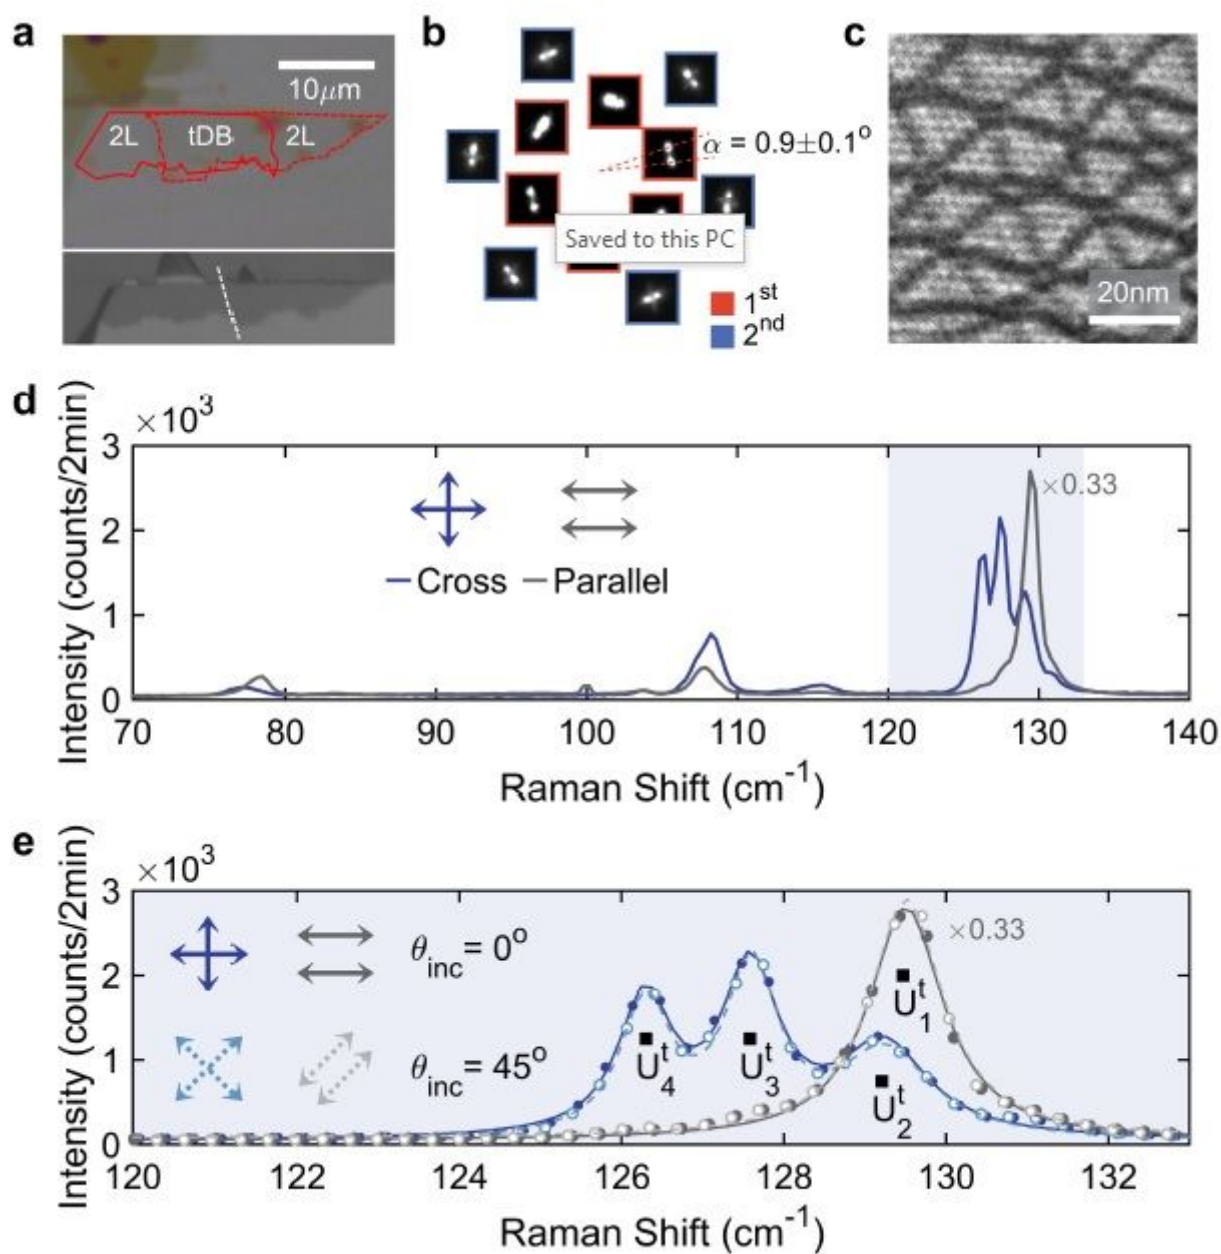 a
10μm
2L
tDB
2L
b
α = 0.9±0.1°
Saved to this PC
1st
2nd
c
20nm
d
×10³
Intensity (counts/2min)
3
2
1
0
×0.33
Cross
Parallel
70
80
90
100
110
120
130
140
Raman Shift (cm⁻¹)
e
×10³
Intensity (counts/2min)
3
2
1
0
θinc = 0°
θinc = 45°
×0.33
U₁ᵗ
U₄ᵗ
U₃ᵗ
U₂ᵗ
120
122
124
126
128
130
132
Raman Shift (cm⁻¹)